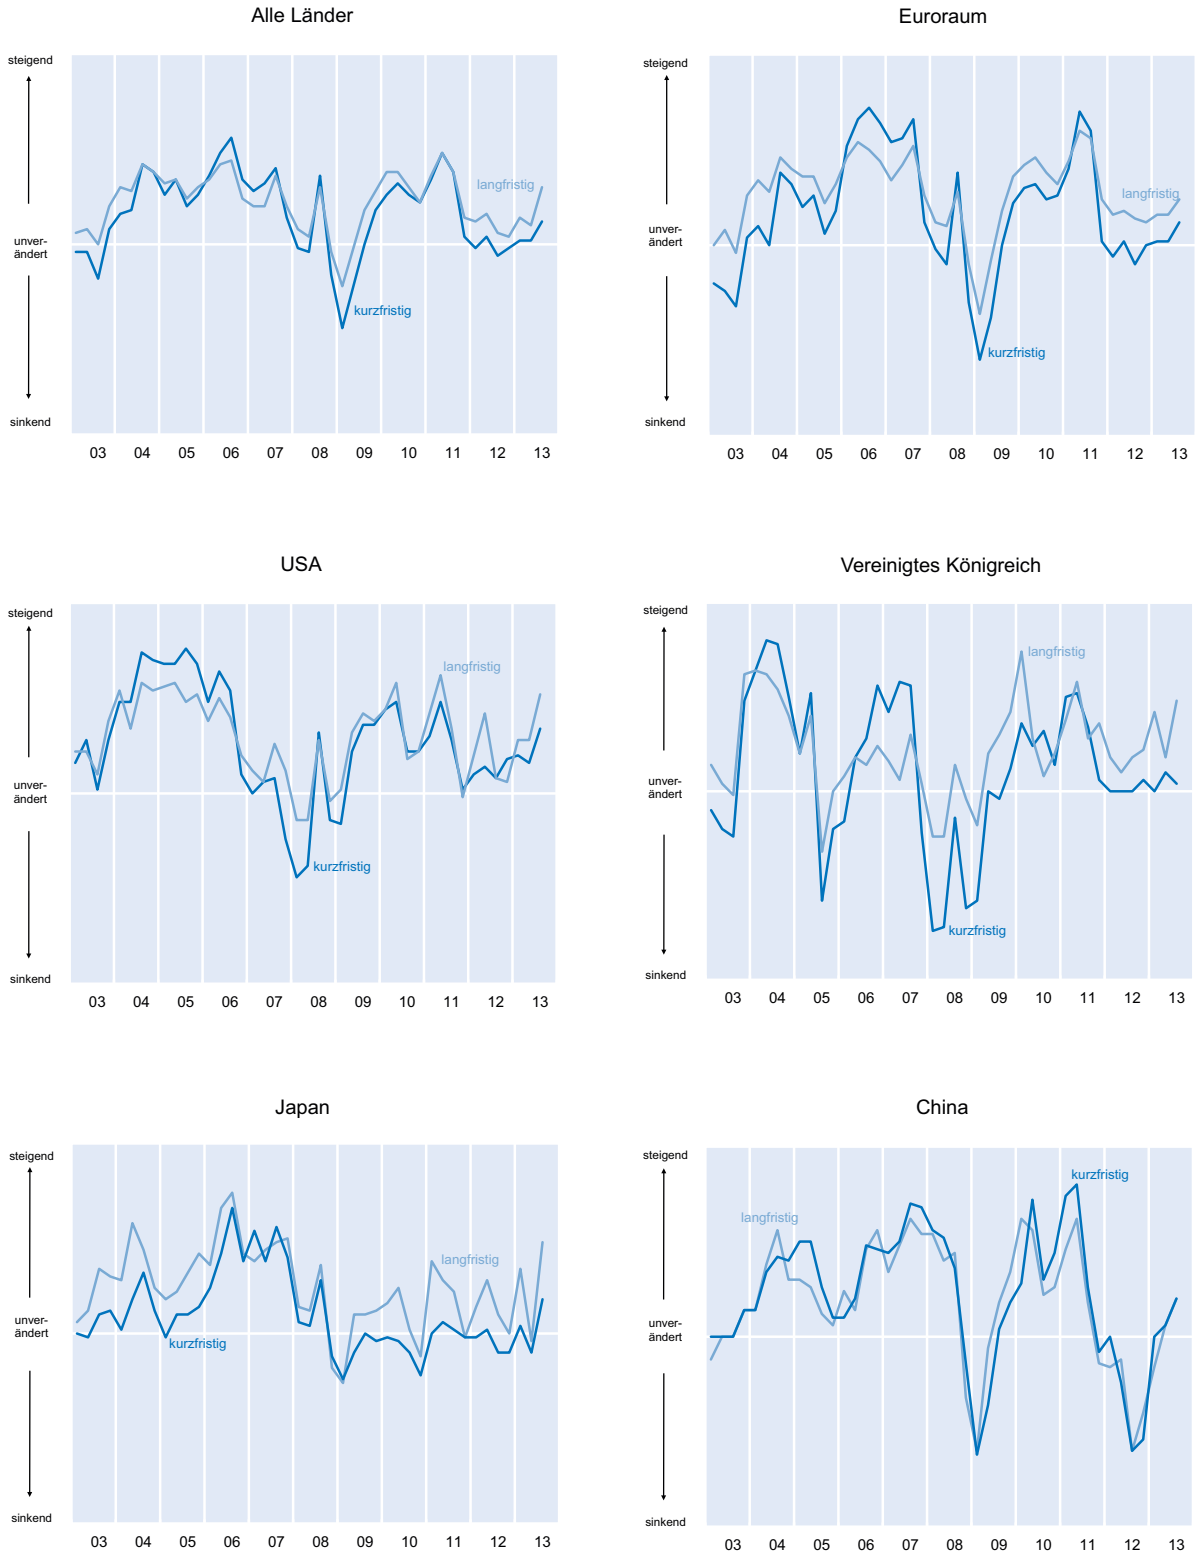 Alle Länder
steigend
unver-
ändert
sinkend
langfristig
kurzfristig
03 04 05 06 07 08 09 10 11 12 13
Euroraum
steigend
unver-
ändert
sinkend
langfristig
kurzfristig
03 04 05 06 07 08 09 10 11 12 13
USA
steigend
unver-
ändert
sinkend
langfristig
kurzfristig
03 04 05 06 07 08 09 10 11 12 13
Vereinigtes Königreich
steigend
unver-
ändert
sinkend
langfristig
kurzfristig
03 04 05 06 07 08 09 10 11 12 13
Japan
steigend
unver-
ändert
sinkend
langfristig
kurzfristig
03 04 05 06 07 08 09 10 11 12 13
China
steigend
unver-
ändert
sinkend
kurzfristig
langfristig
03 04 05 06 07 08 09 10 11 12 13